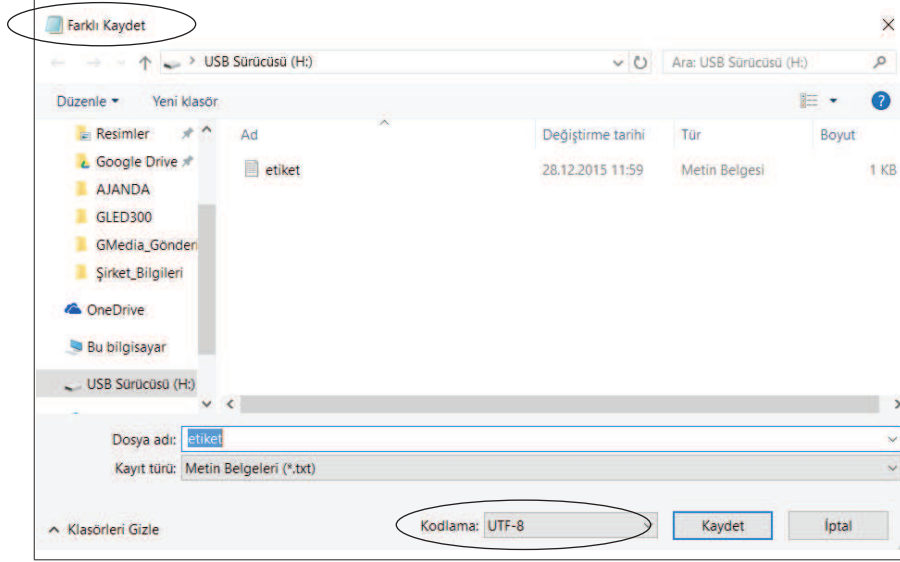 Farklı Kaydet
USB Sürücüsü (H:)
Ara: USB Sürücüsü (H:)
Düzenle
Yeni klasör
Resimler
Ad
Değiştirme tarihi
Tür
Boyut
Google Drive
etiket
28.12.2015 11:59
Metin Belgesi
1 KB
AJANDA
GLED300
GMedia_Gönderi
Şirket_Bilgileri
OneDrive
Bu bilgisayar
USB Sürücüsü (H:)
Dosya adı: etiket
Kayıt türü: Metin Belgeleri (*.txt)
Klasörleri Gizle
Kodlama: UTF-8
Kaydet
İptal